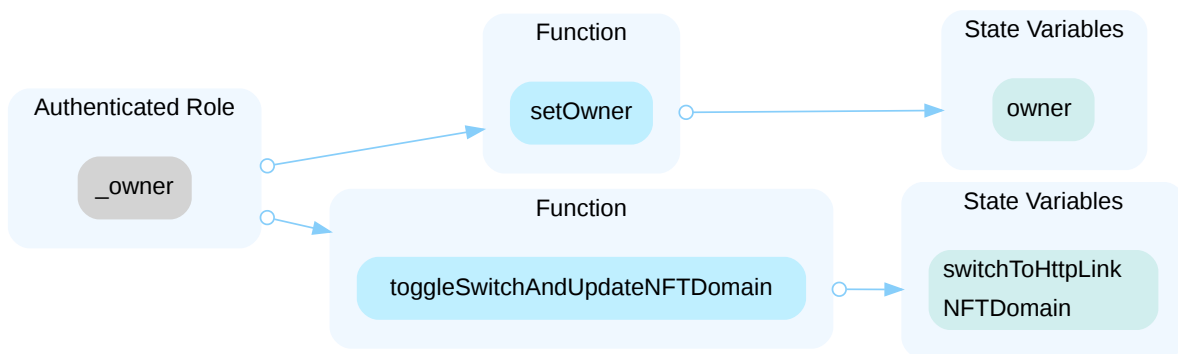 Authenticated Role
_owner
Function
setOwner
State Variables
owner
Function
toggleSwitchAndUpdateNFTDomain
State Variables
switchToHttpLink
NFTDomain